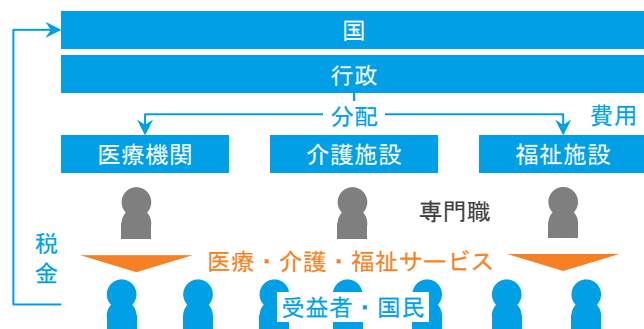 国
行政
分配
費用
医療機関
介護施設
福祉施設
専門職
税金
医療・介護・福祉サービス
受益者・国民